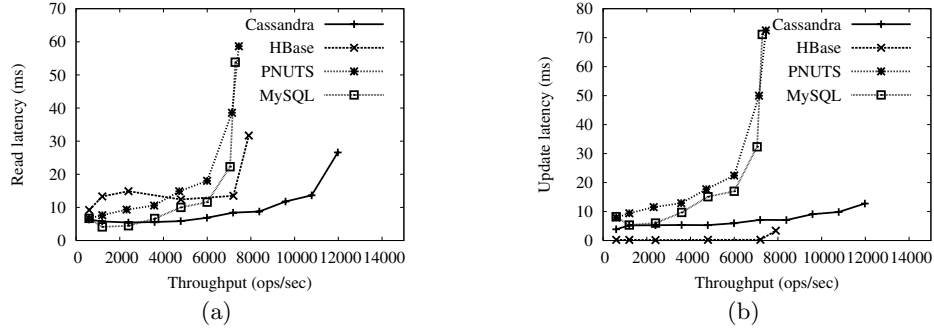 Read latency (ms)
70
60
50
40
30
20
10
0
0 2000 4000 6000 8000 10000 12000 14000
Throughput (ops/sec)
Cassandra
HBase
PNUTS
MySQL
(a)
Update latency (ms)
80
70
60
50
40
30
20
10
0
0 2000 4000 6000 8000 10000 12000 14000
Throughput (ops/sec)
Cassandra
HBase
PNUTS
MySQL
(b)